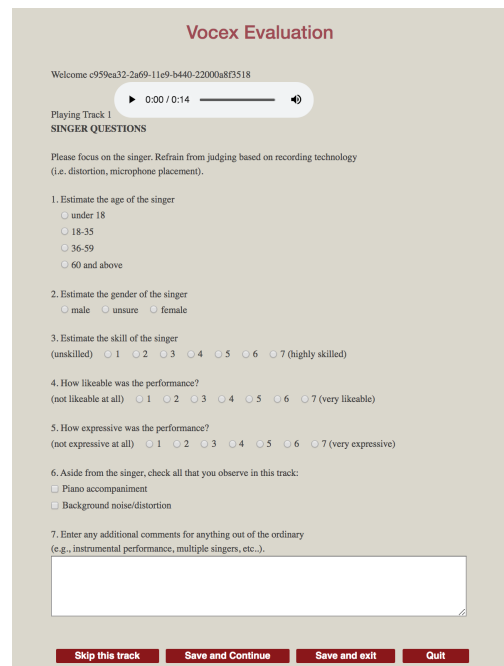 Vocex Evaluation
Welcome c959ea32-2a69-11e9-b440-22000a8f3518
0:00 / 0:14
Playing Track 1
SINGER QUESTIONS
Please focus on the singer. Refrain from judging based on recording technology
(i.e. distortion, microphone placement).
1. Estimate the age of the singer
under 18
18-35
36-59
60 and above
2. Estimate the gender of the singer
male unsure female
3. Estimate the skill of the singer
(unskilled) 1 2 3 4 5 6 7 (highly skilled)
4. How likeable was the performance?
(not likeable at all) 1 2 3 4 5 6 7 (very likeable)
5. How expressive was the performance?
(not expressive at all) 1 2 3 4 5 6 7 (very expressive)
6. Aside from the singer, check all that you observe in this track:
Piano accompaniment
Background noise/distortion
7. Enter any additional comments for anything out of the ordinary
(e.g., instrumental performance, multiple singers, etc..).
Skip this track Save and Continue Save and exit Quit